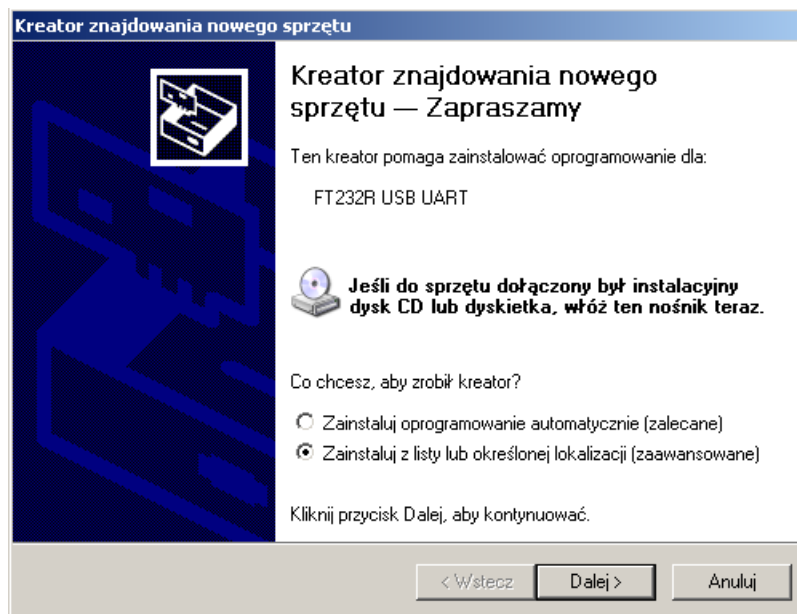 Kreator znajdowania nowego sprzętu
Kreator znajdowania nowego
sprzętu — Zapraszamy
Ten kreator pomaga zainstalować oprogramowanie dla:
FT232R USB UART
Jeśli do sprzętu dołączony był instalacyjny
dysk CD lub dyskietka, włóż ten nośnik teraz.
Co chcesz, aby zrobił kreator?
Zainstaluj oprogramowanie automatycznie (zalecane)
Zainstaluj z listy lub określonej lokalizacji (zaawansowane)
Kliknij przycisk Dalej, aby kontynuować.
< Wstecz Dalej > Anuluj